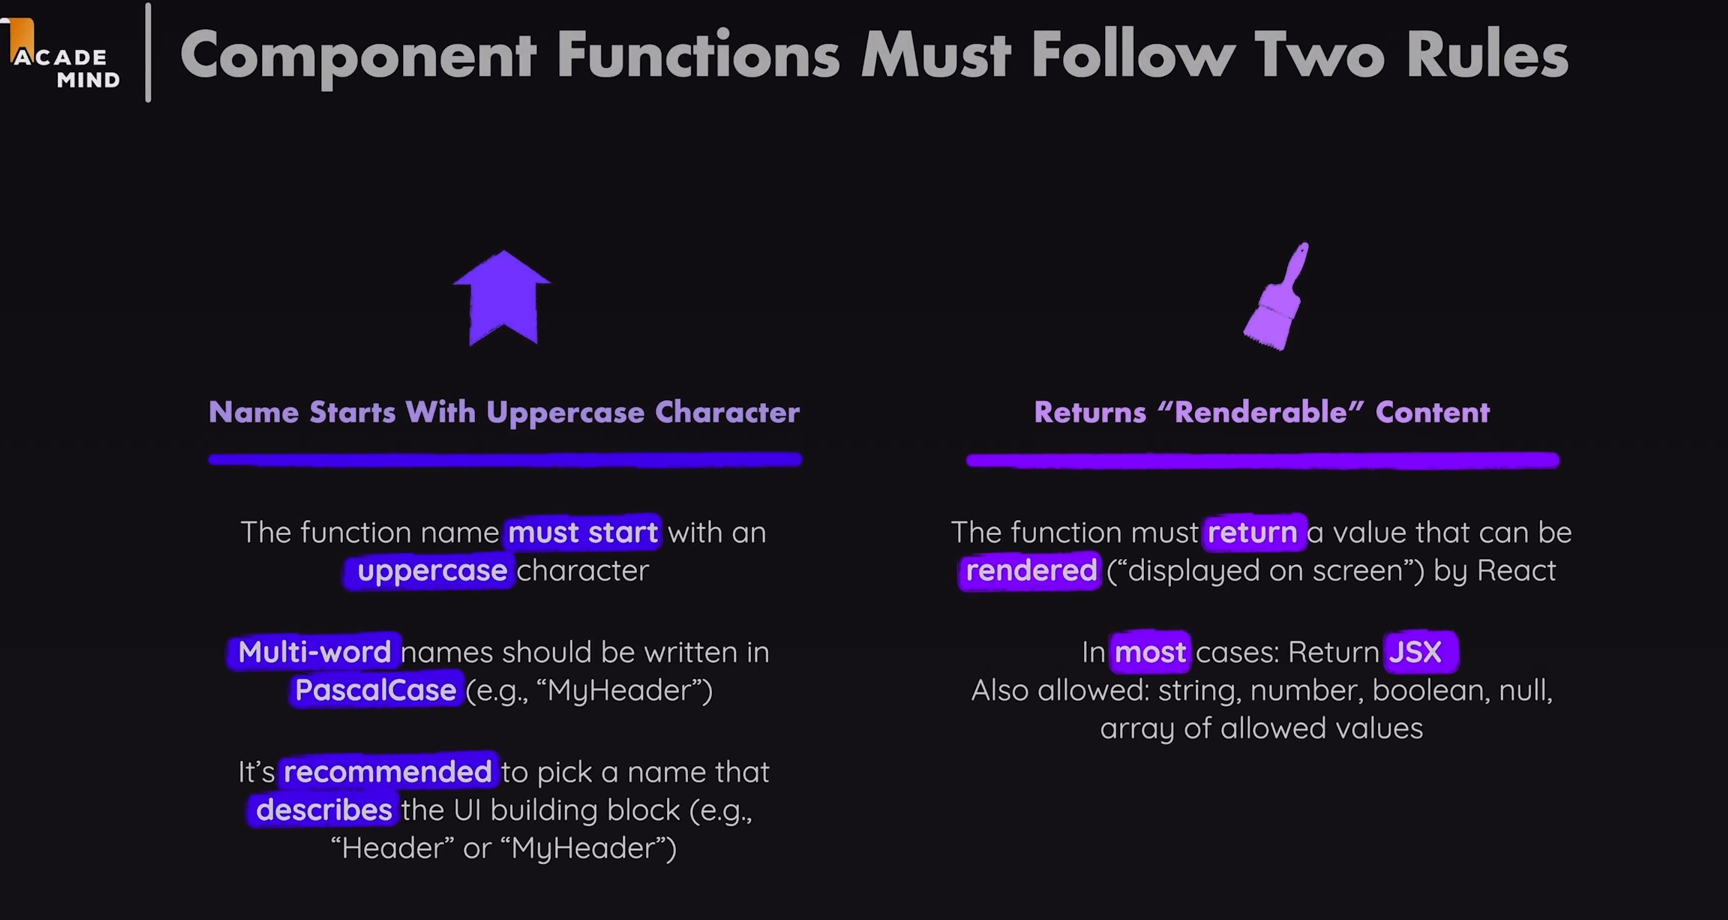 ACADE
MIND
Component Functions Must Follow Two Rules
Name Starts With Uppercase Character
The function name must start with an
uppercase character
Multi-word names should be written in
PascalCase (e.g., “MyHeader”)
It’s recommended to pick a name that
describes the UI building block (e.g.,
“Header” or “MyHeader”)
Returns “Renderable” Content
The function must return a value that can be
rendered (“displayed on screen”) by React
In most cases: Return JSX
Also allowed: string, number, boolean, null,
array of allowed values